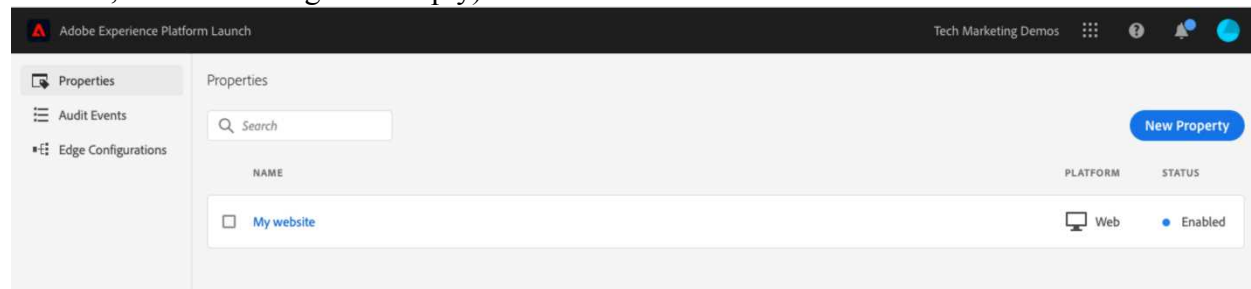 Adobe Experience Platform Launch
Tech Marketing Demos
Properties
Audit Events
Edge Configurations
Properties
Search
New Property
NAME PLATFORM STATUS
My website Web Enabled